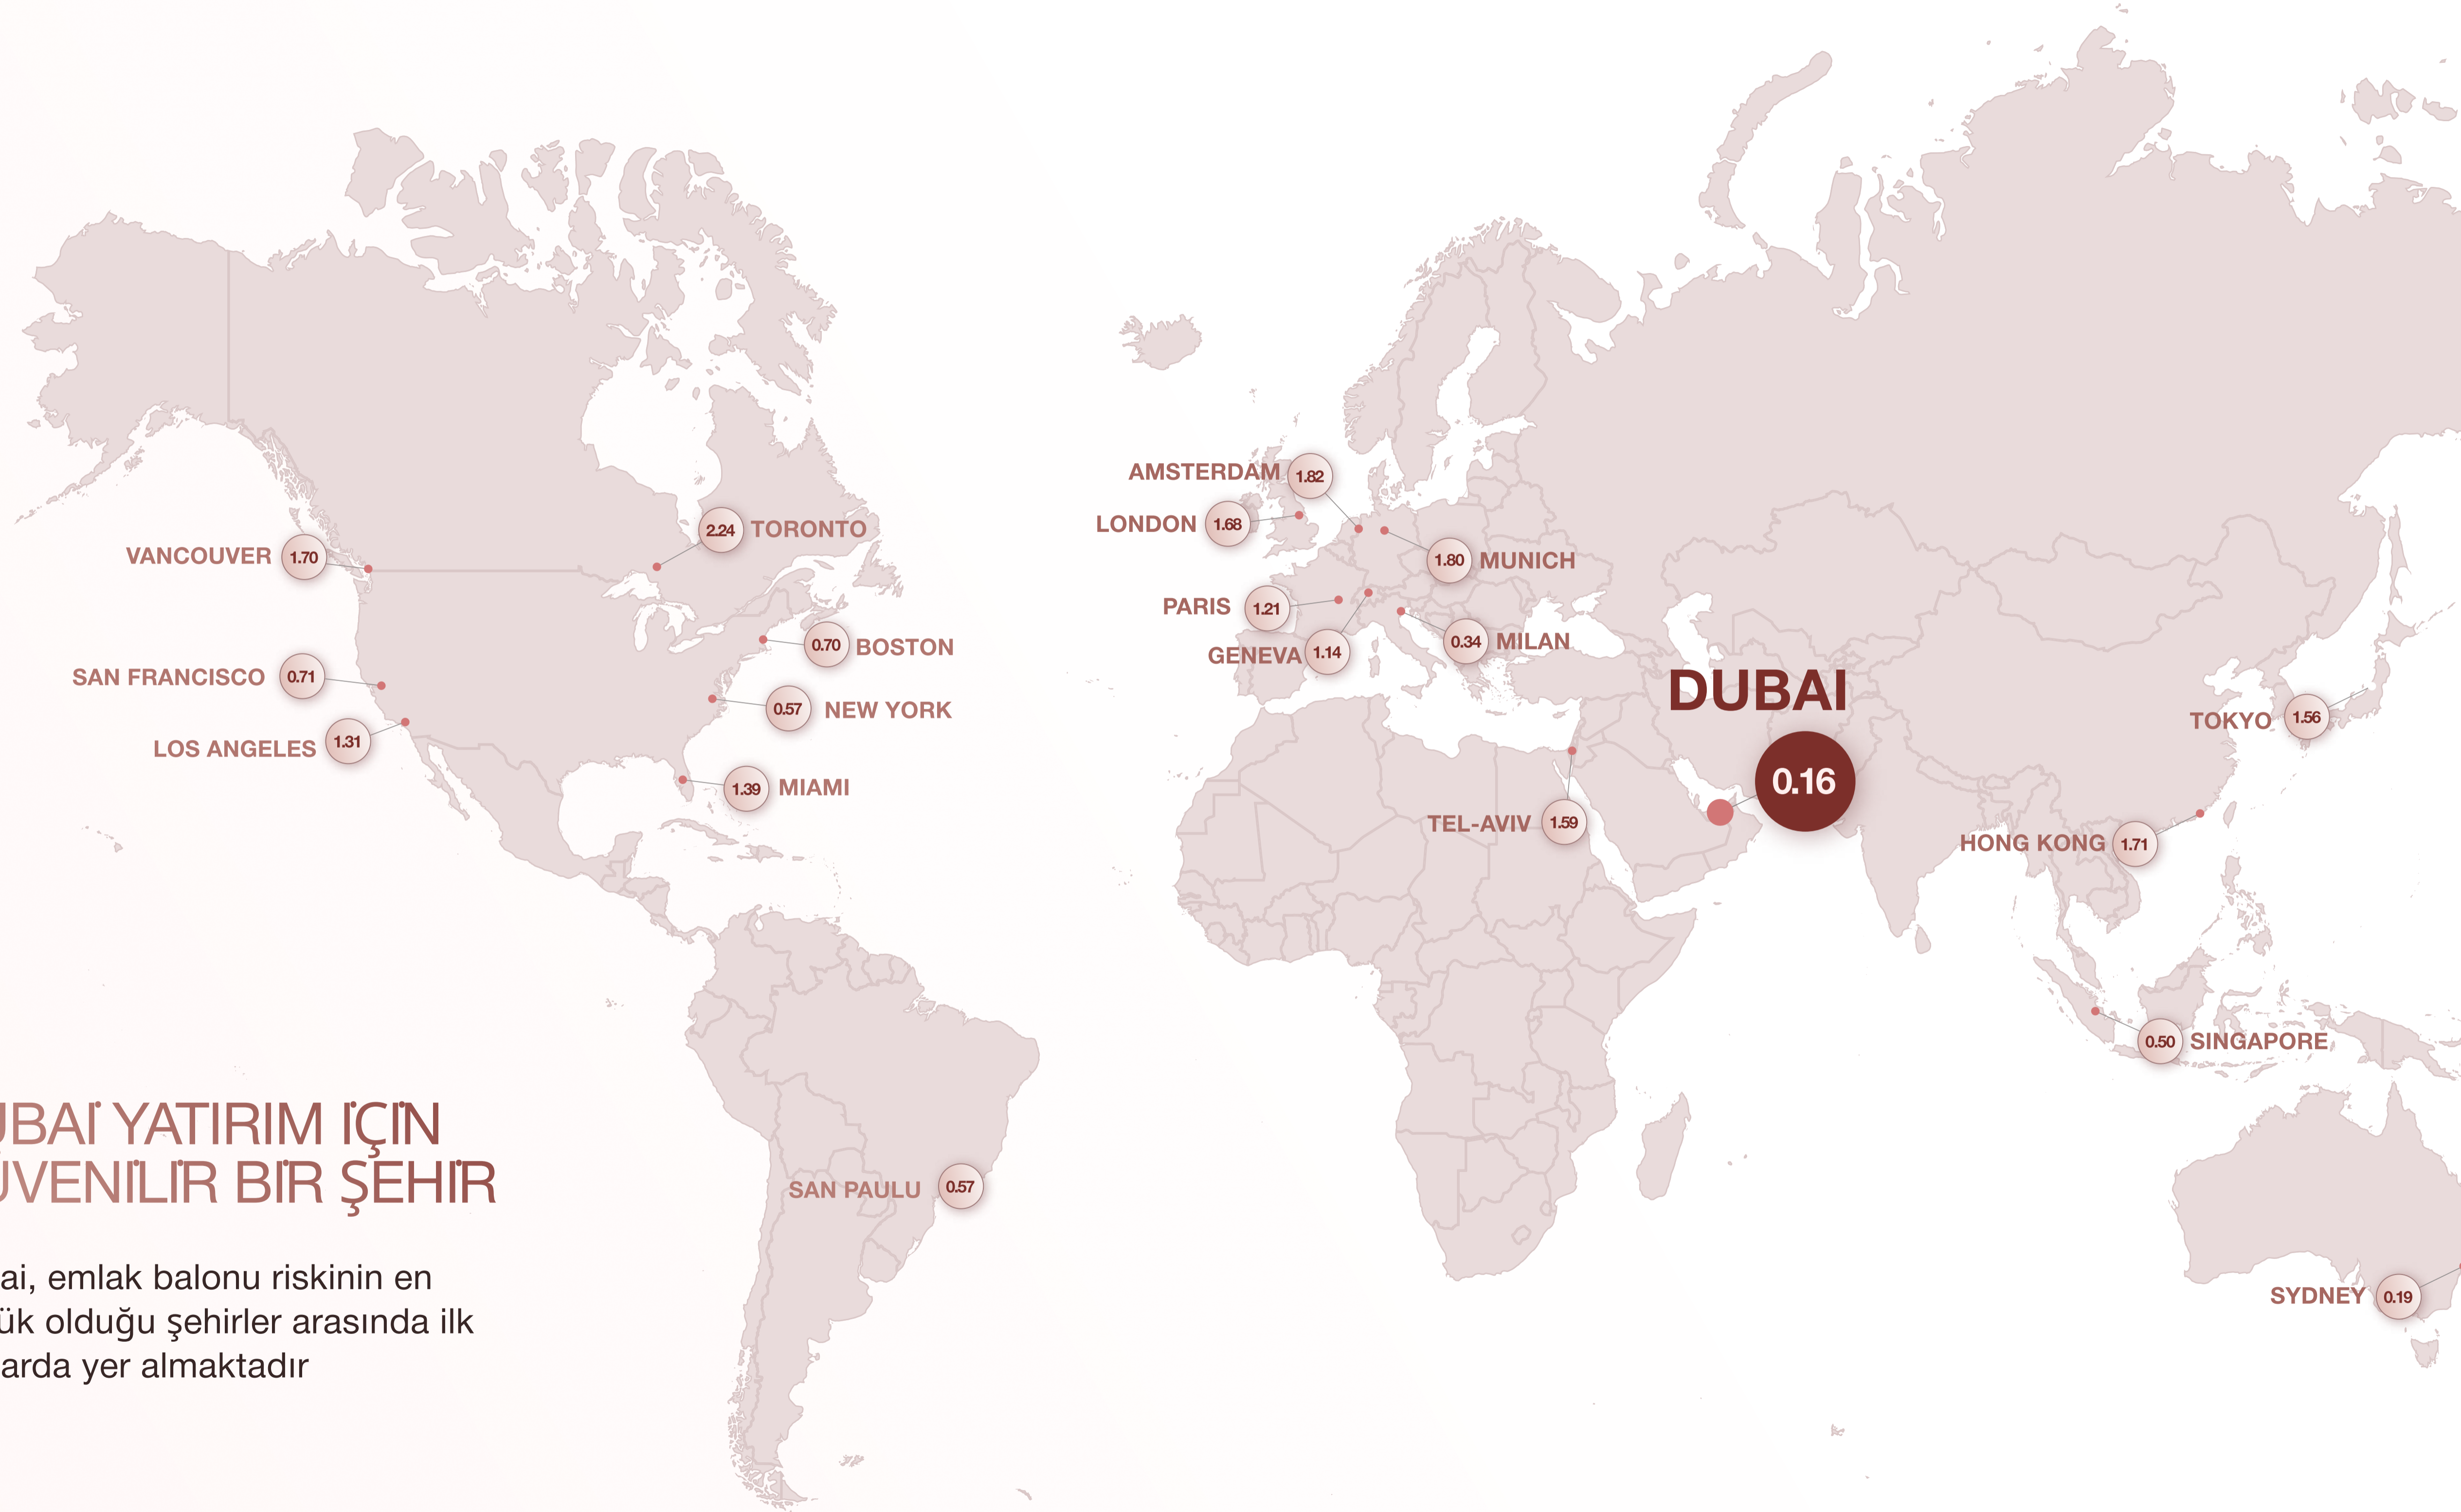 AMSTERDAM 1.82
LONDON 1.68
2.24 TORONTO
VANCOUVER 1.70
1.80 MUNICH
PARIS 1.21
0.70 BOSTON
GENEVA 1.14
0.34 MILAN
SAN FRANCISCO 0.71
DUBAI
0.16
0.57 NEW YORK
TOKYO 1.56
LOS ANGELES 1.31
1.39 MIAMI
TEL-AVIV 1.59
HONG KONG 1.71
0.50 SINGAPORE
SAN PAULU 0.57
SYDNEY 0.19
UBAİ YATIRIM İÇİN
ÜVENİLİR BİR ŞEHİR
ai, emlak balonu riskinin en
ük olduğu şehirler arasında ilk
arda yer almaktadır